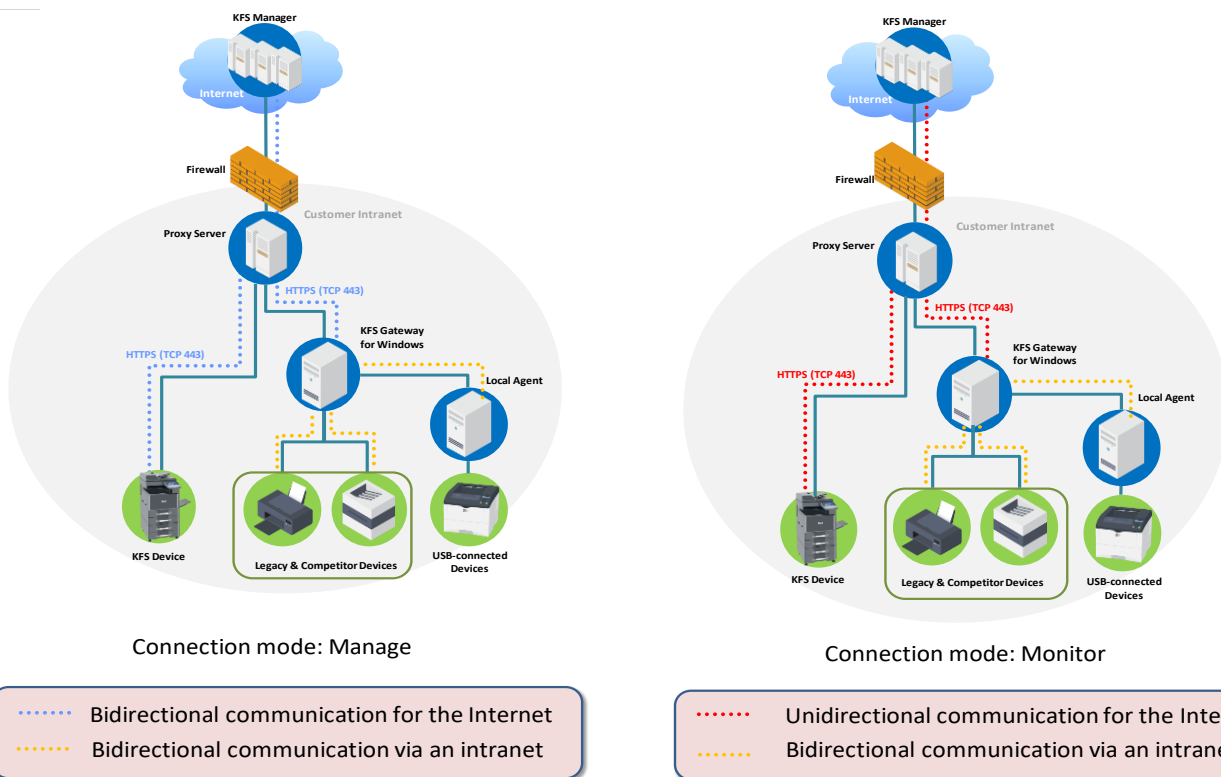 KFS Manager
Internet
Firewall
Customer Intranet
Proxy Server
HTTPS (TCP 443)
KFS Gateway
for Windows
HTTPS (TCP 443)
Local Agent
KFS Device
Legacy & Competitor Devices
USB-connected
Devices
Connection mode: Manage
Bidirectional communication for the Internet
Bidirectional communication via an intranet
KFS Manager
Internet
Firewall
Customer Intranet
Proxy Server
HTTPS (TCP 443)
KFS Gateway
for Windows
HTTPS (TCP 443)
Local Agent
KFS Device
Legacy & Competitor Devices
USB-connected
Devices
Connection mode: Monitor
Unidirectional communication for the Inte
Bidirectional communication via an intrane